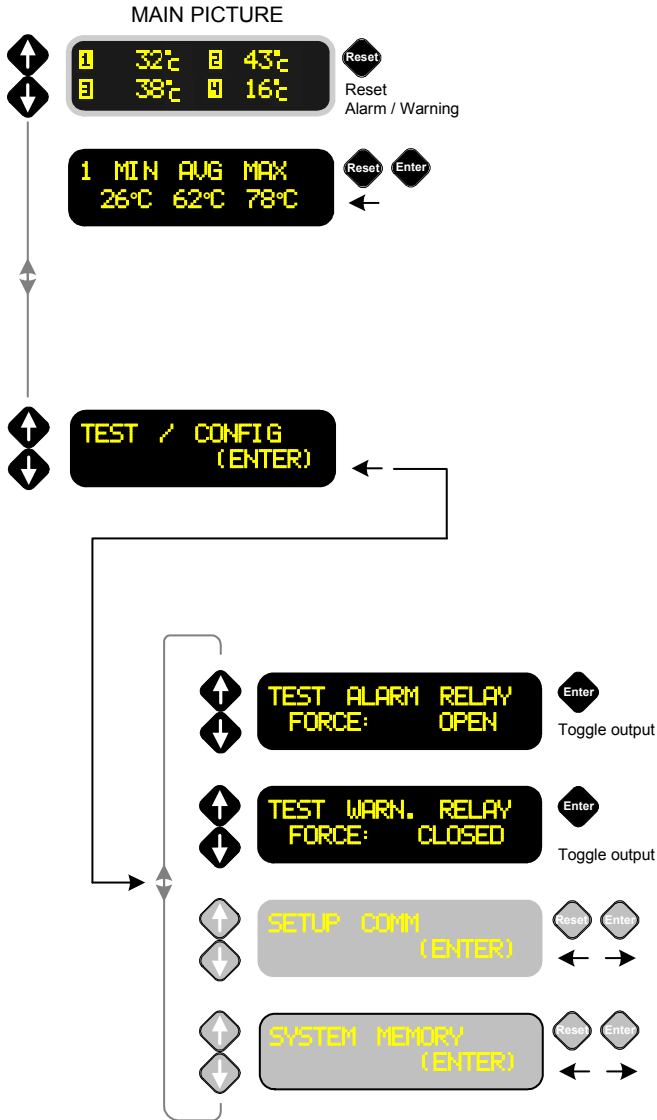 MAIN PICTURE
1 32°C 2 43°C
3 38°C 4 16°C
Reset
Reset
Alarm / Warning
1 MIN AVG MAX
26°C 62°C 78°C
Reset Enter
TEST / CONFIG
(ENTER)
TEST ALARM RELAY
FORCE: OPEN
Enter
Toggle output
TEST WARN. RELAY
FORCE: CLOSED
Enter
Toggle output
SETUP COMM
(ENTER)
Reset Enter
SYSTEM MEMORY
(ENTER)
Reset Enter